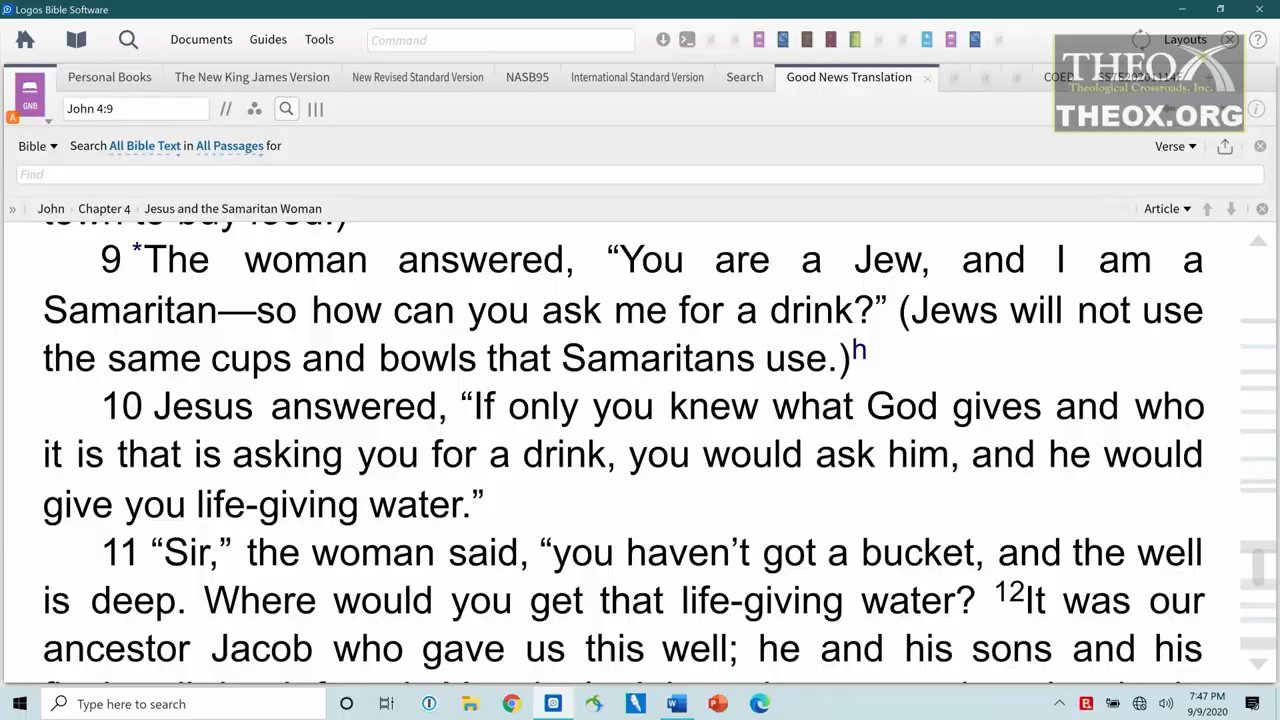 Logos Bible Software
Documents Guides Tools Command Layouts
Personal Books The New King James Version New Revised Standard Version NASB95 International Standard Version Search Good News Translation
THEOX
Theological Crossroads, Inc.
THEOX.ORG
GNB
A
John 4:9
Bible Search All Bible Text in All Passages for Verse
Find
» John Chapter 4 Jesus and the Samaritan Woman Article
town to buy food.)
9 *The woman answered, “You are a Jew, and I am a
Samaritan—so how can you ask me for a drink?” (Jews will not use
the same cups and bowls that Samaritans use.)h
10 Jesus answered, “If only you knew what God gives and who
it is that is asking you for a drink, you would ask him, and he would
give you life-giving water.”
11 “Sir,” the woman said, “you haven’t got a bucket, and the well
is deep. Where would you get that life-giving water? 12It was our
ancestor Jacob who gave us this well; he and his sons and his
Type here to search
7:47 PM
9/9/2020